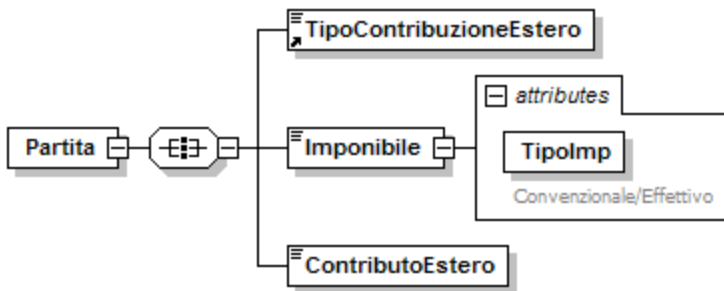 TipoContribuzioneEstero
attributes
Partita
Imponibile
TipoImp
Convenzionale/Effettivo
ContributoEstero